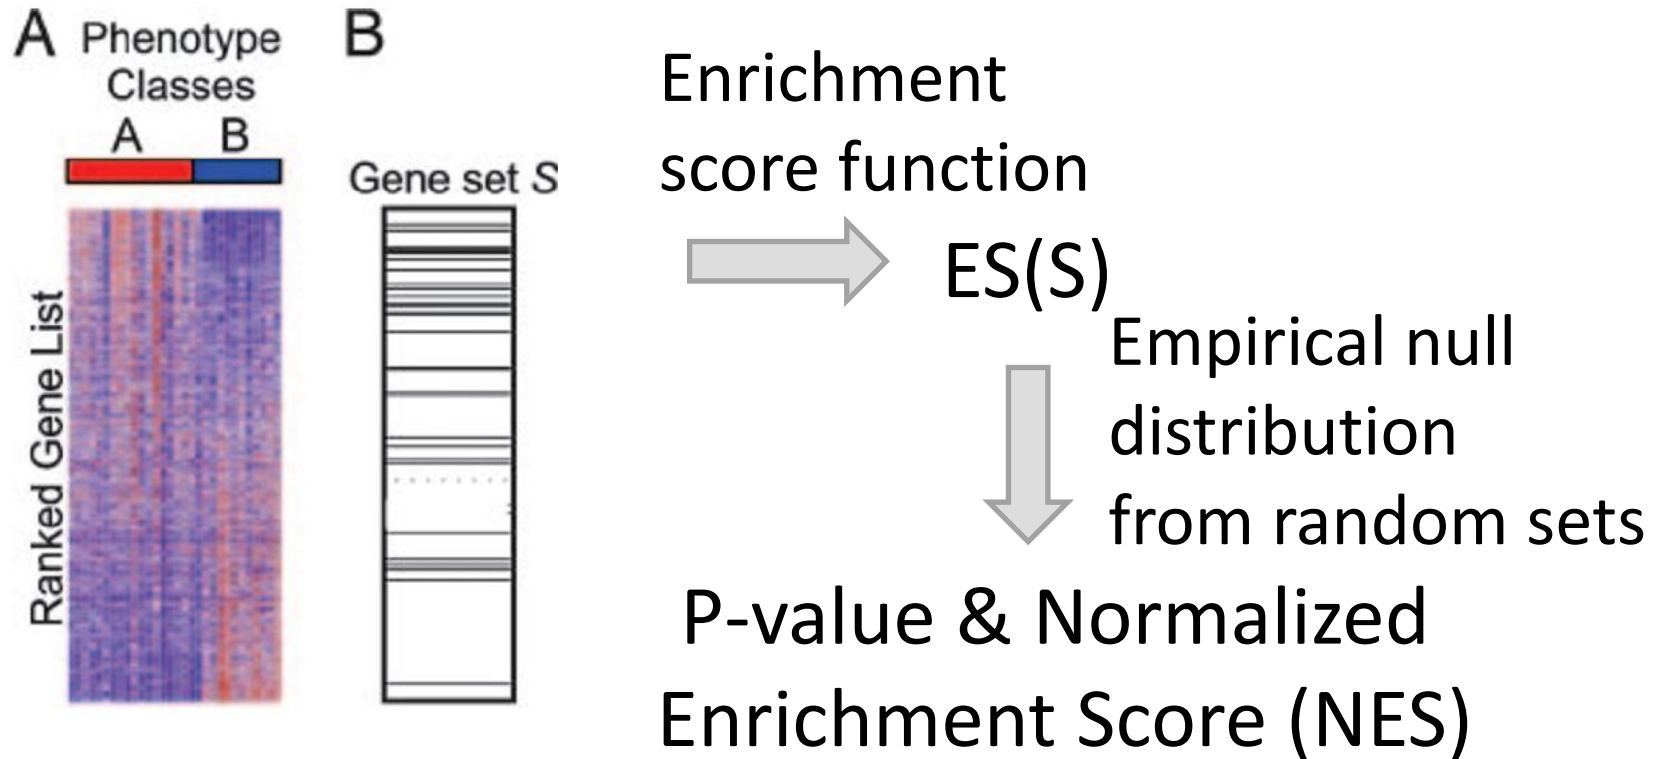 A Phenotype
Classes
A B
Ranked Gene List
B
Gene set S
Enrichment
score function
ES(S)
Empirical null
distribution
from random sets
P-value & Normalized
Enrichment Score (NES)